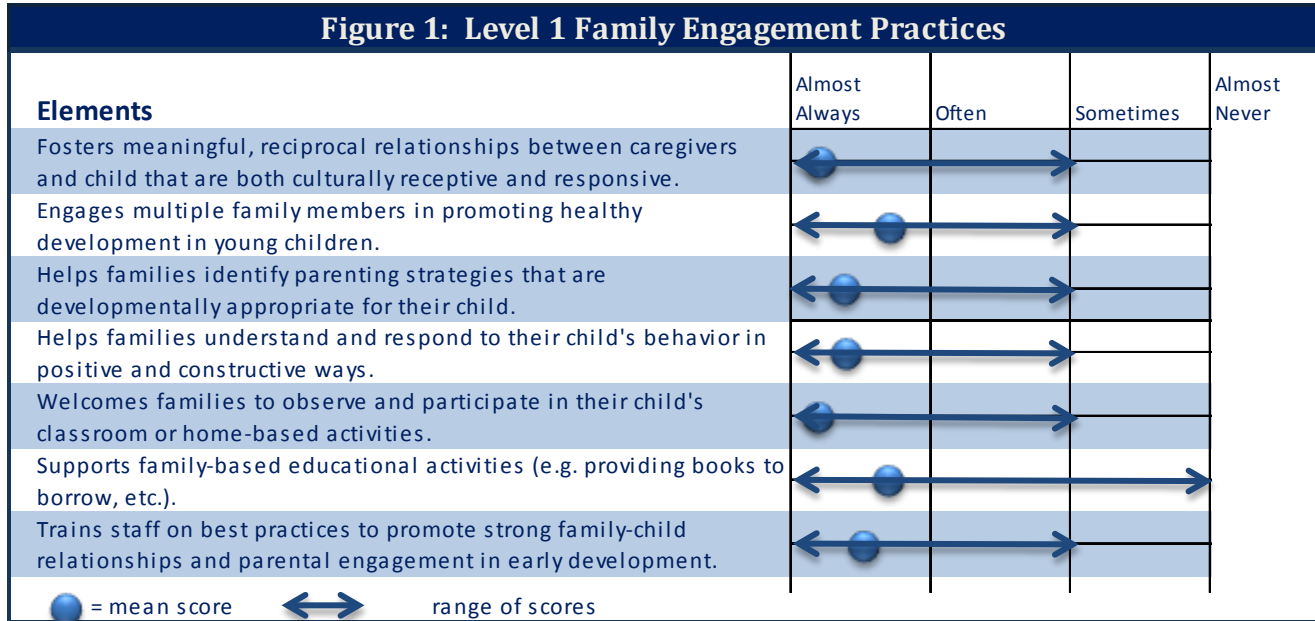 Figure 1: Level 1 Family Engagement Practices
Elements
Almost
Always
Often
Sometimes
Almost
Never
Fosters meaningful, reciprocal relationships between caregivers
and child that are both culturally receptive and responsive.
Engages multiple family members in promoting healthy
development in young children.
Helps families identify parenting strategies that are
developmentally appropriate for their child.
Helps families understand and respond to their child's behavior in
positive and constructive ways.
Welcomes families to observe and participate in their child's
classroom or home-based activities.
Supports family-based educational activities (e.g. providing books to
borrow, etc.).
Trains staff on best practices to promote strong family-child
relationships and parental engagement in early development.
= mean score range of scores